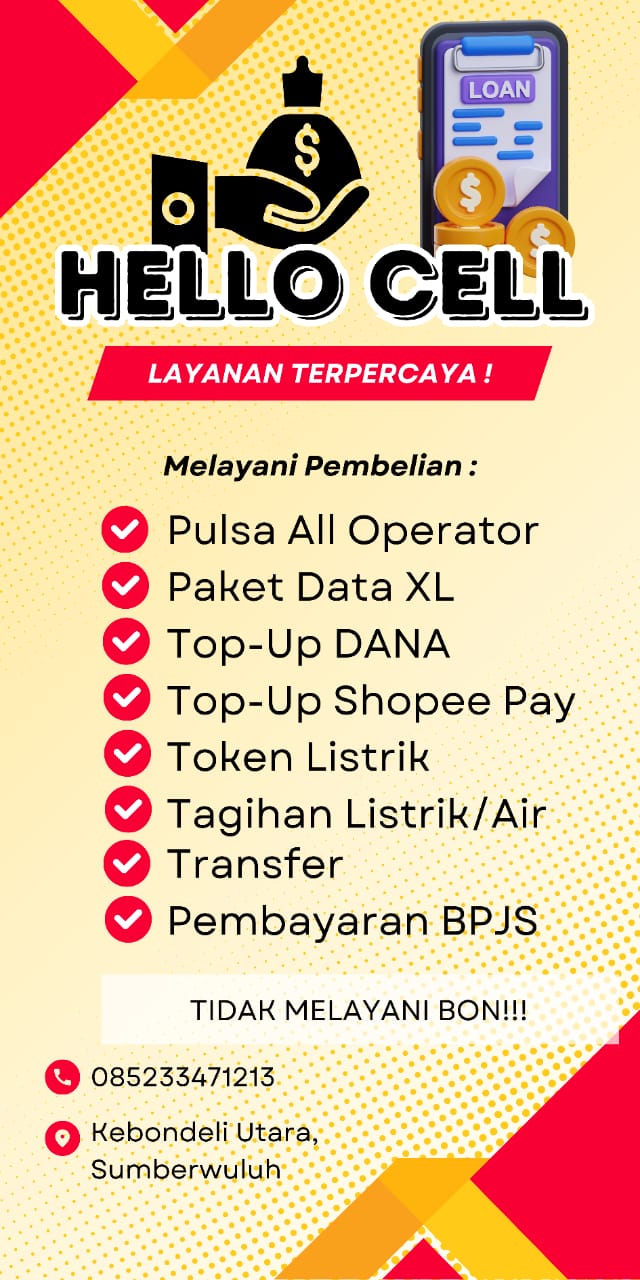 $
LOAN
$
$
HELLO CELL
LAYANAN TERPERCAYA !
Melayani Pembelian :
Pulsa All Operator
Paket Data XL
Top-Up DANA
Top-Up Shopee Pay
Token Listrik
Tagihan Listrik/Air
Transfer
Pembayaran BPJS
TIDAK MELAYANI BON!!!
085233471213
Kebondeli Utara,
Sumberwuluh